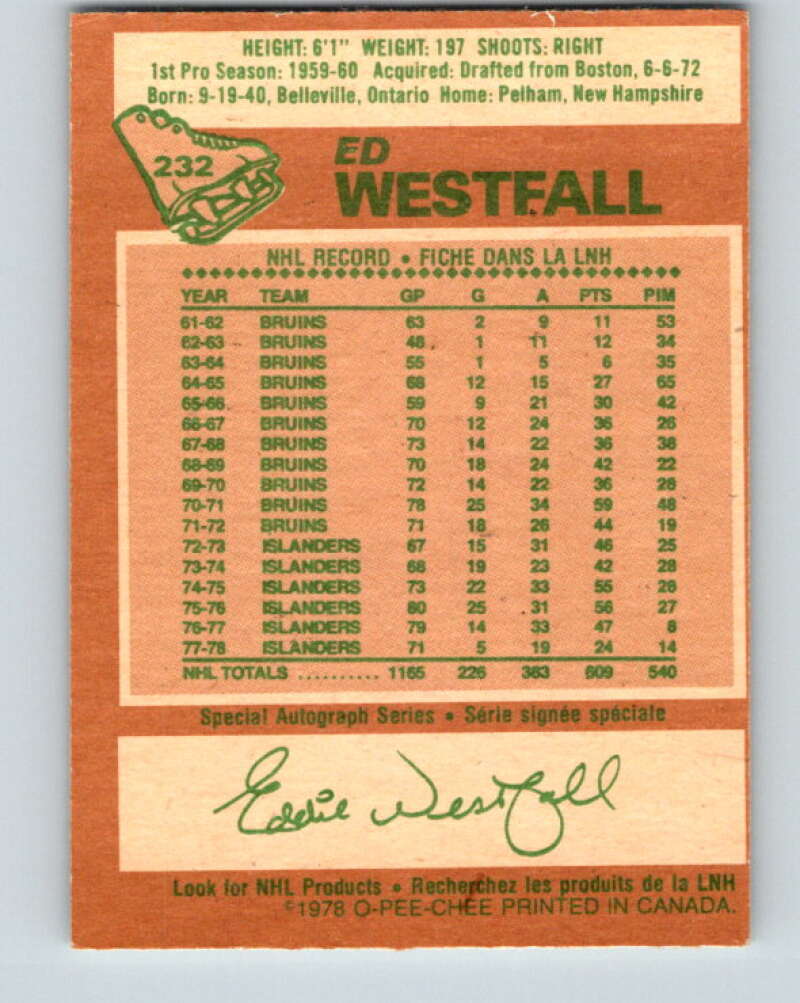 HEIGHT: 6'1" WEIGHT: 197 SHOOTS: RIGHT
1st Pro Season: 1959-60 Acquired: Drafted from Boston, 6-6-72
Born: 9-19-40, Belleville, Ontario Home: Pelham, New Hampshire
232
ED
WESTFALL
NHL RECORD • FICHE DANS LA LNH
YEAR TEAM GP G A PTS PIM
61-62 BRUINS 63 2 9 11 53
62-63 BRUINS 48 1 11 12 34
63-64 BRUINS 55 1 5 6 35
64-65 BRUINS 68 12 15 27 65
65-66 BRUINS 59 9 21 30 42
66-67 BRUINS 70 12 24 36 26
67-68 BRUINS 73 14 22 36 38
68-69 BRUINS 70 18 24 42 22
69-70 BRUINS 72 14 22 36 28
70-71 BRUINS 78 25 34 59 48
71-72 BRUINS 71 18 26 44 19
72-73 ISLANDERS 67 15 31 46 25
73-74 ISLANDERS 68 19 23 42 28
74-75 ISLANDERS 73 22 33 55 28
75-76 ISLANDERS 80 25 31 56 27
76-77 ISLANDERS 79 14 33 47 8
77-78 ISLANDERS 71 5 19 24 14
NHL TOTALS .......... 1165 226 383 609 540
Special Autograph Series • Série signée spéciale
Eddie Westfall
Look for NHL Products • Recherchez les produits de la LNH
©1978 O-PEE-CHEE PRINTED IN CANADA.